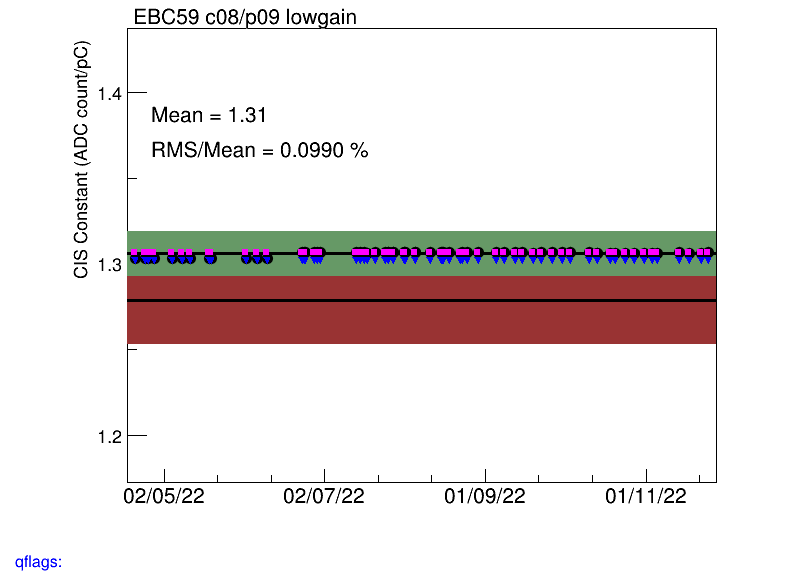 EBC59 c08/p09 lowgain
CIS Constant (ADC count/pC)
1.4
Mean = 1.31
RMS/Mean = 0.0990 %
1.3
1.2
02/05/22 02/07/22 01/09/22 01/11/22
qflags: